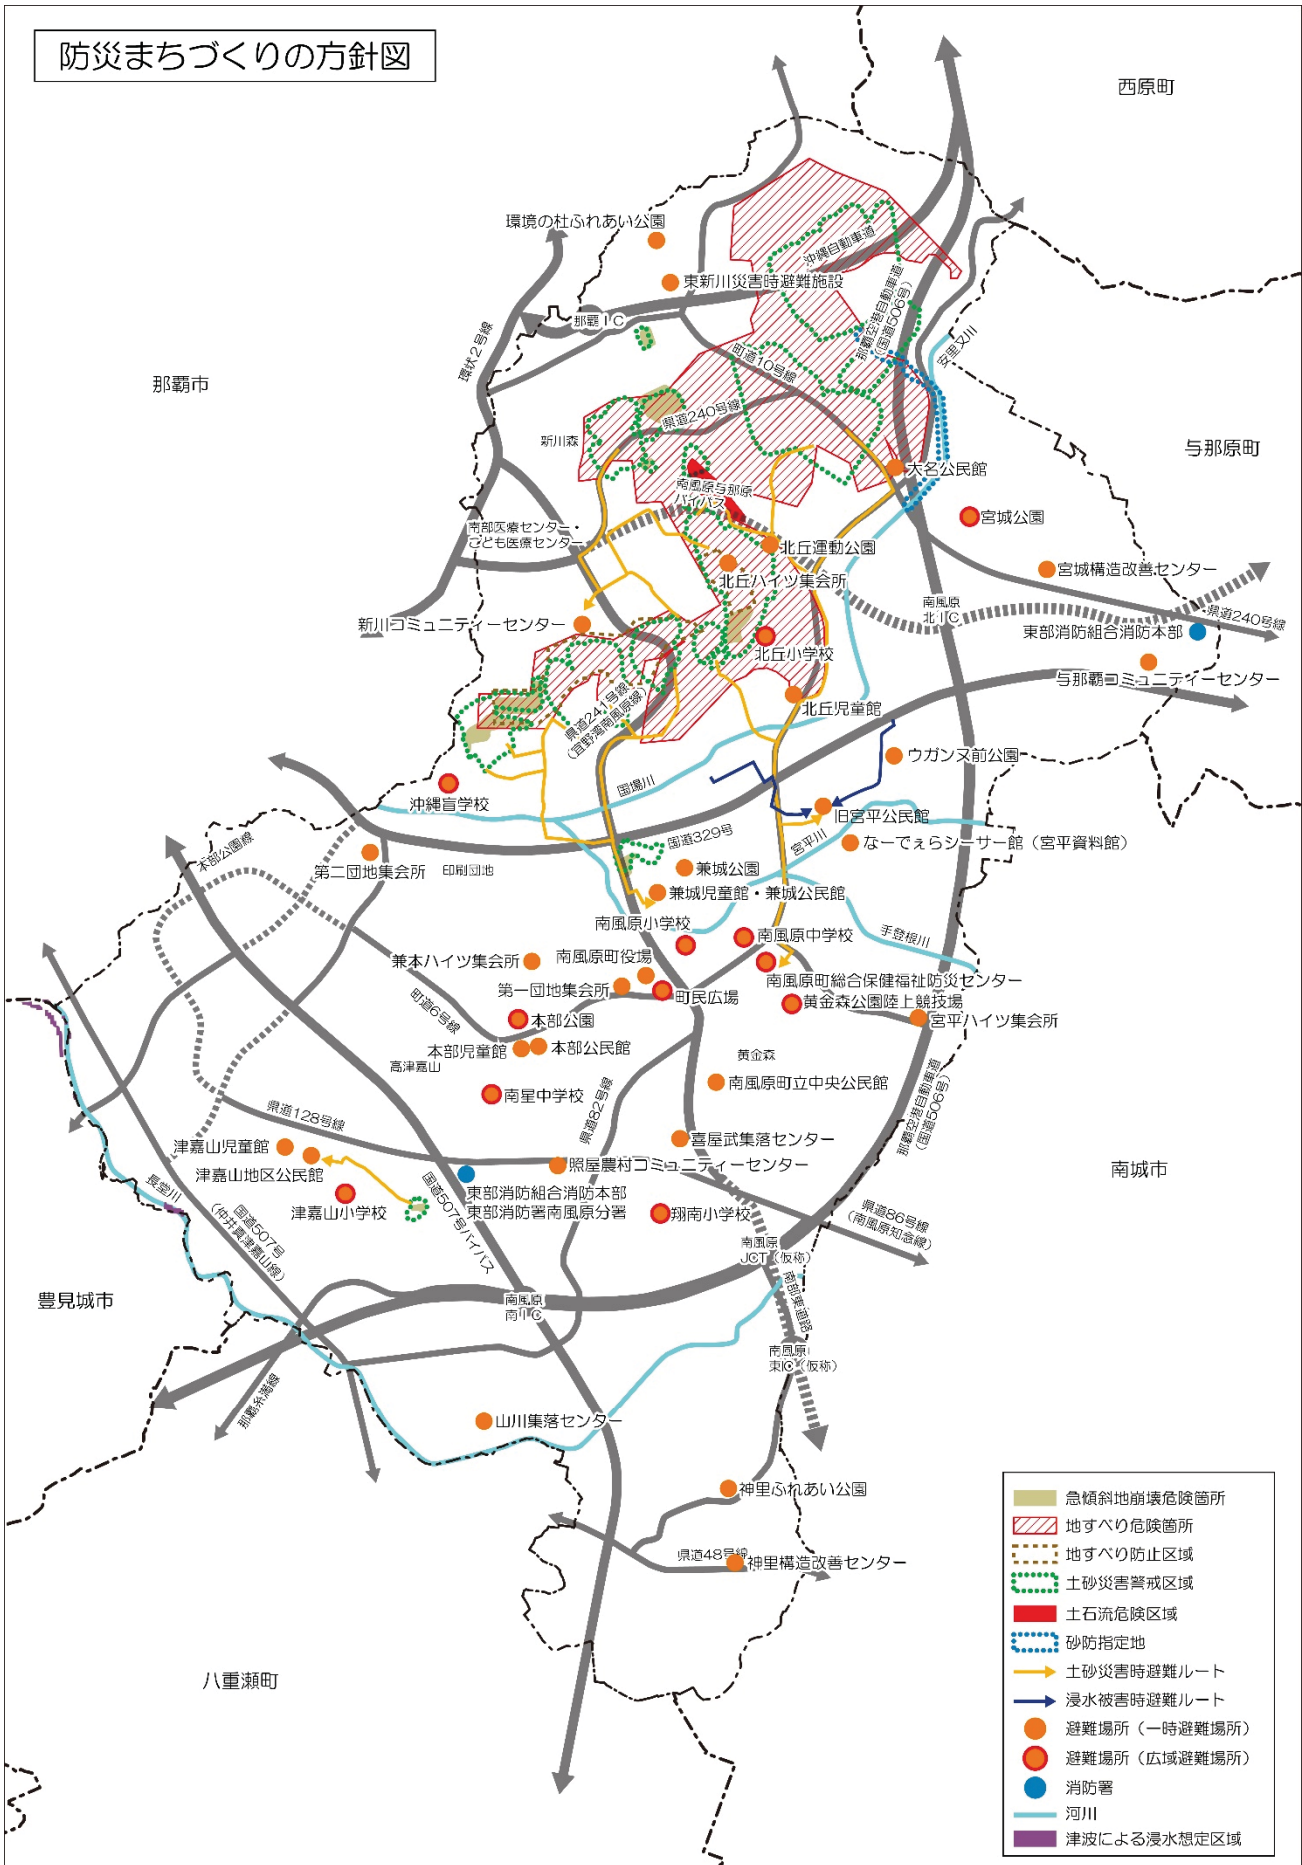 防災まちづくりの方針図
西原町
環境の杜ふれあい公園
東新川災害時避難施設
沖縄自動車道
那覇空港自動車道
(国道506号)
那覇IC
環状2号線
安里又川
町道10号線
那覇市
県道240号線
新川森
与那原町
大名公民館
南風原与那原
バイパス
宮城公園
南部医療センター・
こども医療センター
北丘運動公園
北丘ハイツ集会所
宮城構造改善センター
南風原
北IC
県道240号線
新川コミュニティーセンター
東部消防組合消防本部
北丘小学校
与那覇コミュニティーセンター
県道241号線
(宜野湾南風原線)
北丘児童館
ウガンヌ前公園
国場川
沖縄盲学校
旧宮平公民館
国道329号
宮平川
なーでぇらシーサー館(宮平資料館)
本部公園線
第二団地集会所
印刷団地
兼城公園
兼城児童館・兼城公民館
南風原小学校
南風原中学校
手登根川
兼本ハイツ集会所
南風原町役場
南風原町総合保健福祉防災センター
第一団地集会所
町民広場
黄金森公園陸上競技場
町道6号線
本部公園
宮平ハイツ集会所
本部児童館
本部公民館
高津嘉山
黄金森
南風原町立中央公民館
南星中学校
県道82号線
那覇空港自動車道
(国道506号)
県道128号線
喜屋武集落センター
津嘉山児童館
津嘉山地区公民館
照屋農村コミュニティーセンター
南城市
長堂川
東部消防組合消防本部
東部消防署南風原分署
津嘉山小学校
翔南小学校
国道507号
(仲井真津嘉山線)
国道507号バイパス
県道86号線
(南風原知念線)
南風原
JCT(仮称)
南部東道路
豊見城市
南風原
南IC
南風原
東IC(仮称)
那覇糸満線
山川集落センター
神里ふれあい公園
県道48号線
神里構造改善センター
八重瀬町
急傾斜地崩壊危険箇所
地すべり危険箇所
地すべり防止区域
土砂災害警戒区域
土石流危険区域
砂防指定地
土砂災害時避難ルート
浸水被害時避難ルート
避難場所(一時避難場所)
避難場所(広域避難場所)
消防署
河川
津波による浸水想定区域